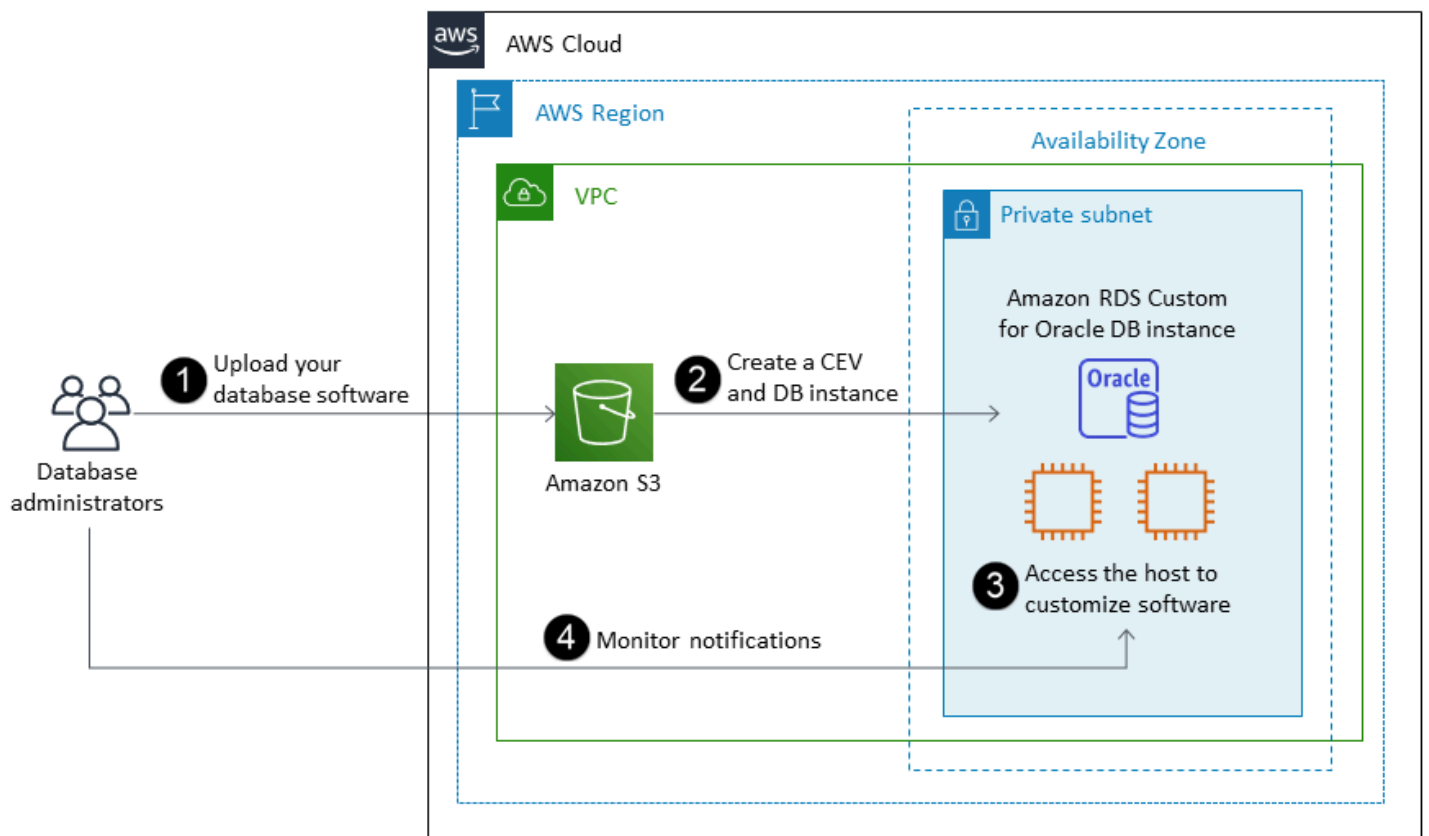 aws
AWS Cloud
AWS Region
Availability Zone
VPC
Private subnet
Amazon RDS Custom
for Oracle DB instance
Oracle
1
Upload your
database software
2
Create a CEV
and DB instance
Database
administrators
Amazon S3
3
Access the host to
customize software
4
Monitor notifications